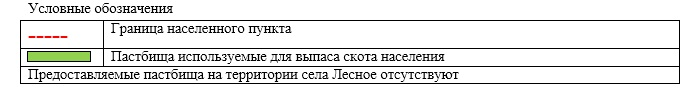 Условные обозначения
Граница населенного пункта
Пастбища используемые для выпаса скота населения
Предоставляемые пастбища на территории села Лесное отсутствуют